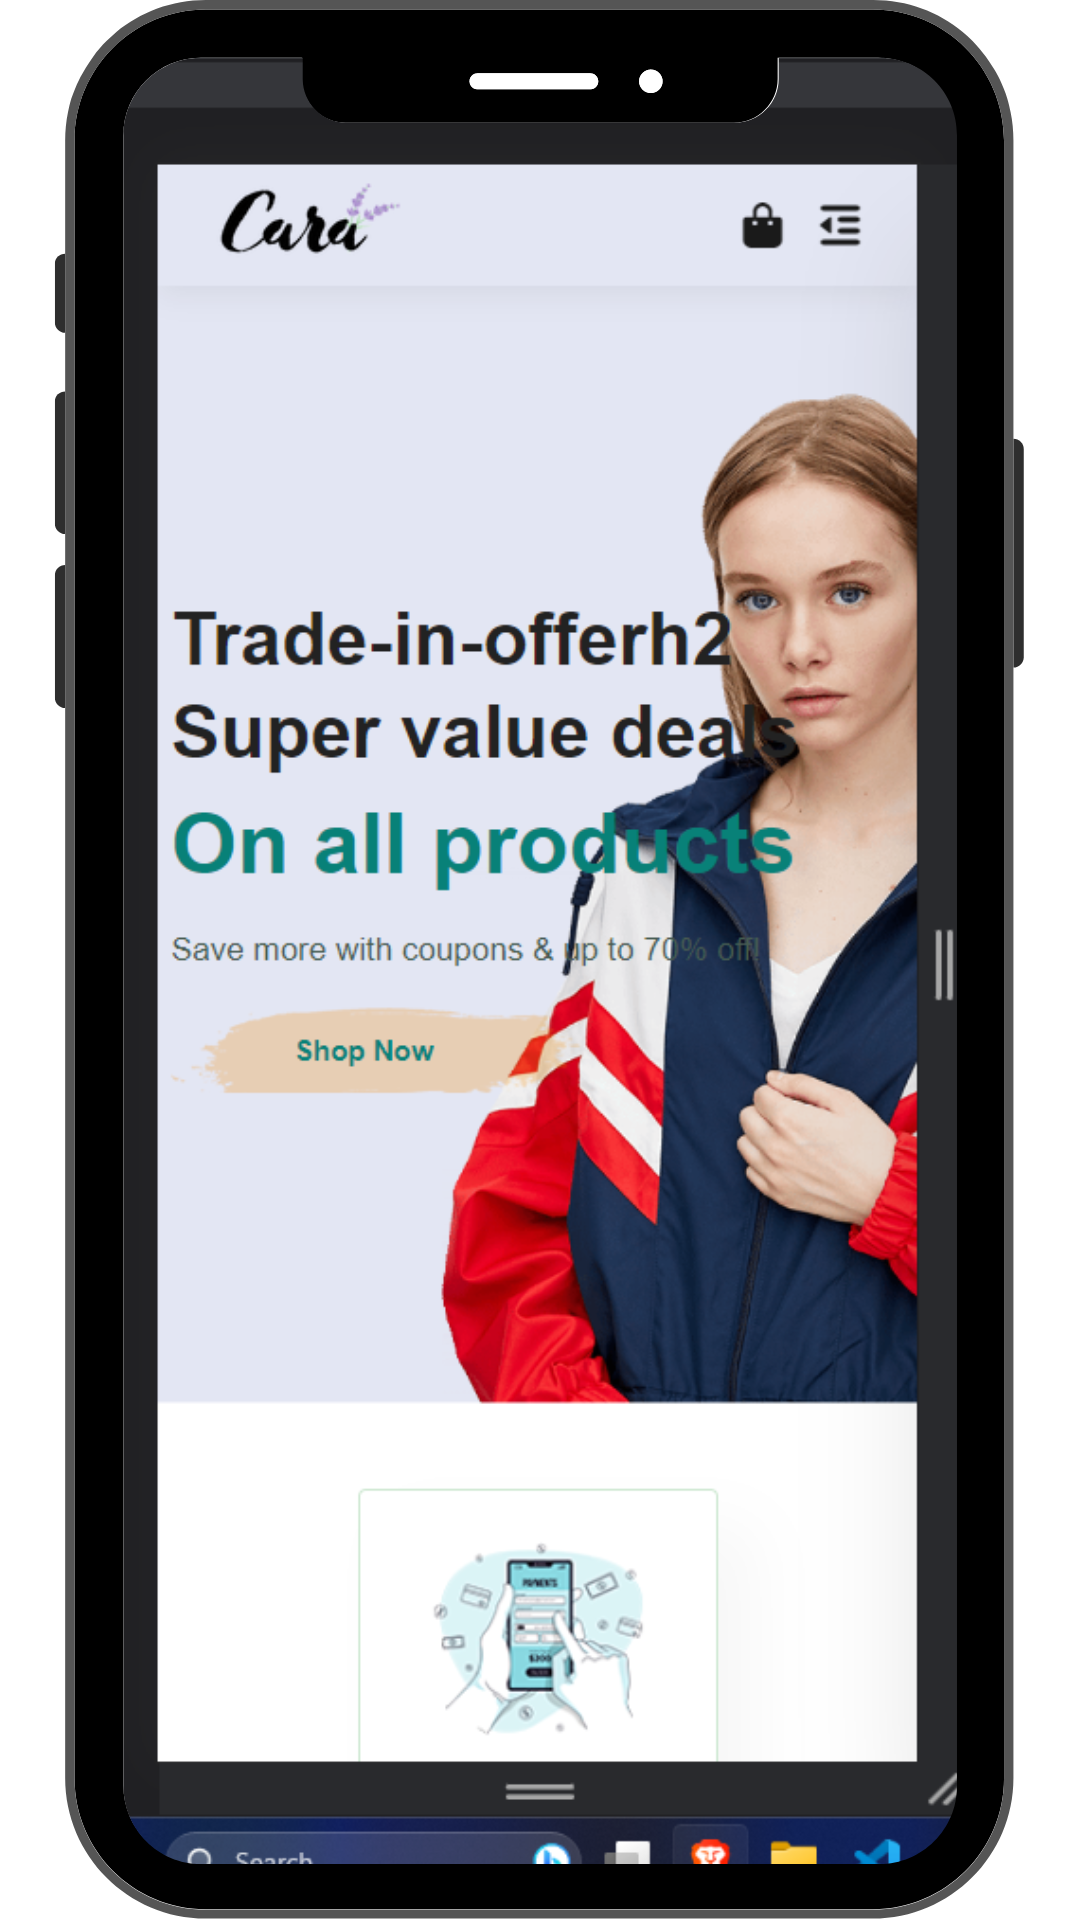 Cara
Trade-in-offerh2
Super value deals
On all products
Save more with coupons & up to 70% off!
Shop Now
PAYMENTS
$200
Search